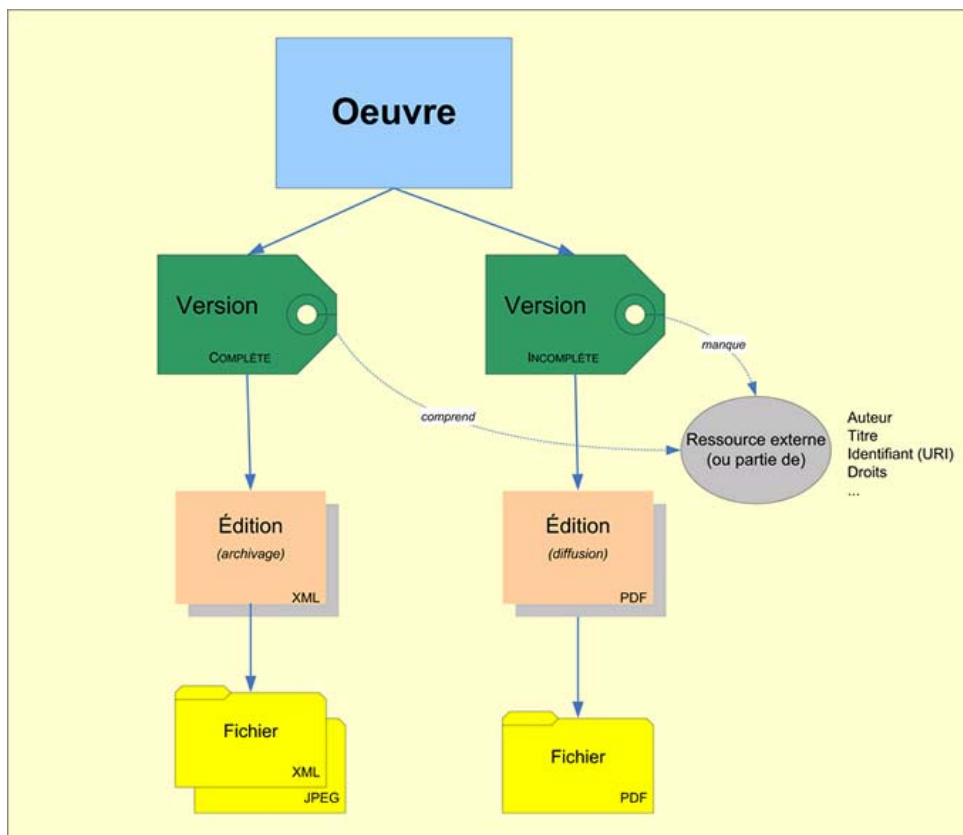 Oeuvre
Version
COMPLÈTE
Version
INCOMPLÈTE
manque
comprend
Ressource externe
(ou partie de)
Auteur
Titre
Identifiant (URI)
Droits
...
Édition
(archivage)
XML
Édition
(diffusion)
PDF
Fichier
XML
JPEG
Fichier
PDF